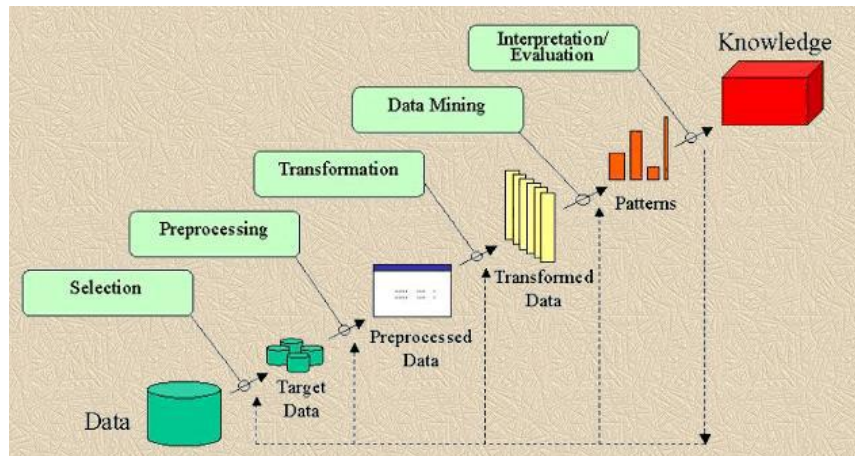 Interpretation/
Evaluation
Knowledge
Data Mining
Transformation
Patterns
Preprocessing
Transformed
Data
Selection
Preprocessed
Data
Target
Data
Data